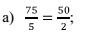 a) 75/5 = 50/2;